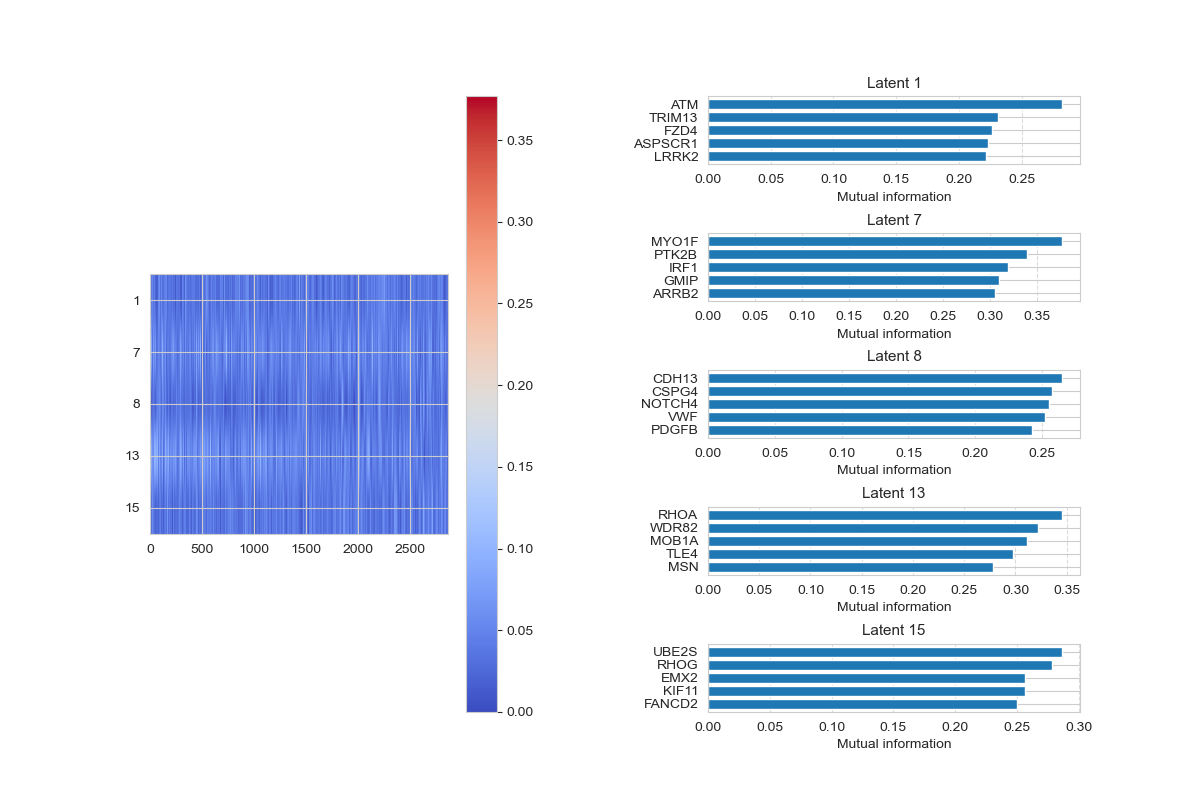 1
7
8
13
15
0 500 1000 1500 2000 2500
0.35
0.30
0.25
0.20
0.15
0.10
0.05
0.00
Latent 1
ATM
TRIM13
FZD4
ASPSCR1
LRRK2
0.00 0.05 0.10 0.15 0.20 0.25
Mutual information
Latent 7
MYO1F
PTK2B
IRF1
GMIP
ARRB2
0.00 0.05 0.10 0.15 0.20 0.25 0.30 0.35
Mutual information
Latent 8
CDH13
CSPG4
NOTCH4
VWF
PDGFB
0.00 0.05 0.10 0.15 0.20 0.25
Mutual information
Latent 13
RHOA
WDR82
MOB1A
TLE4
MSN
0.00 0.05 0.10 0.15 0.20 0.25 0.30 0.35
Mutual information
Latent 15
UBE2S
RHOG
EMX2
KIF11
FANCD2
0.00 0.05 0.10 0.15 0.20 0.25 0.30
Mutual information